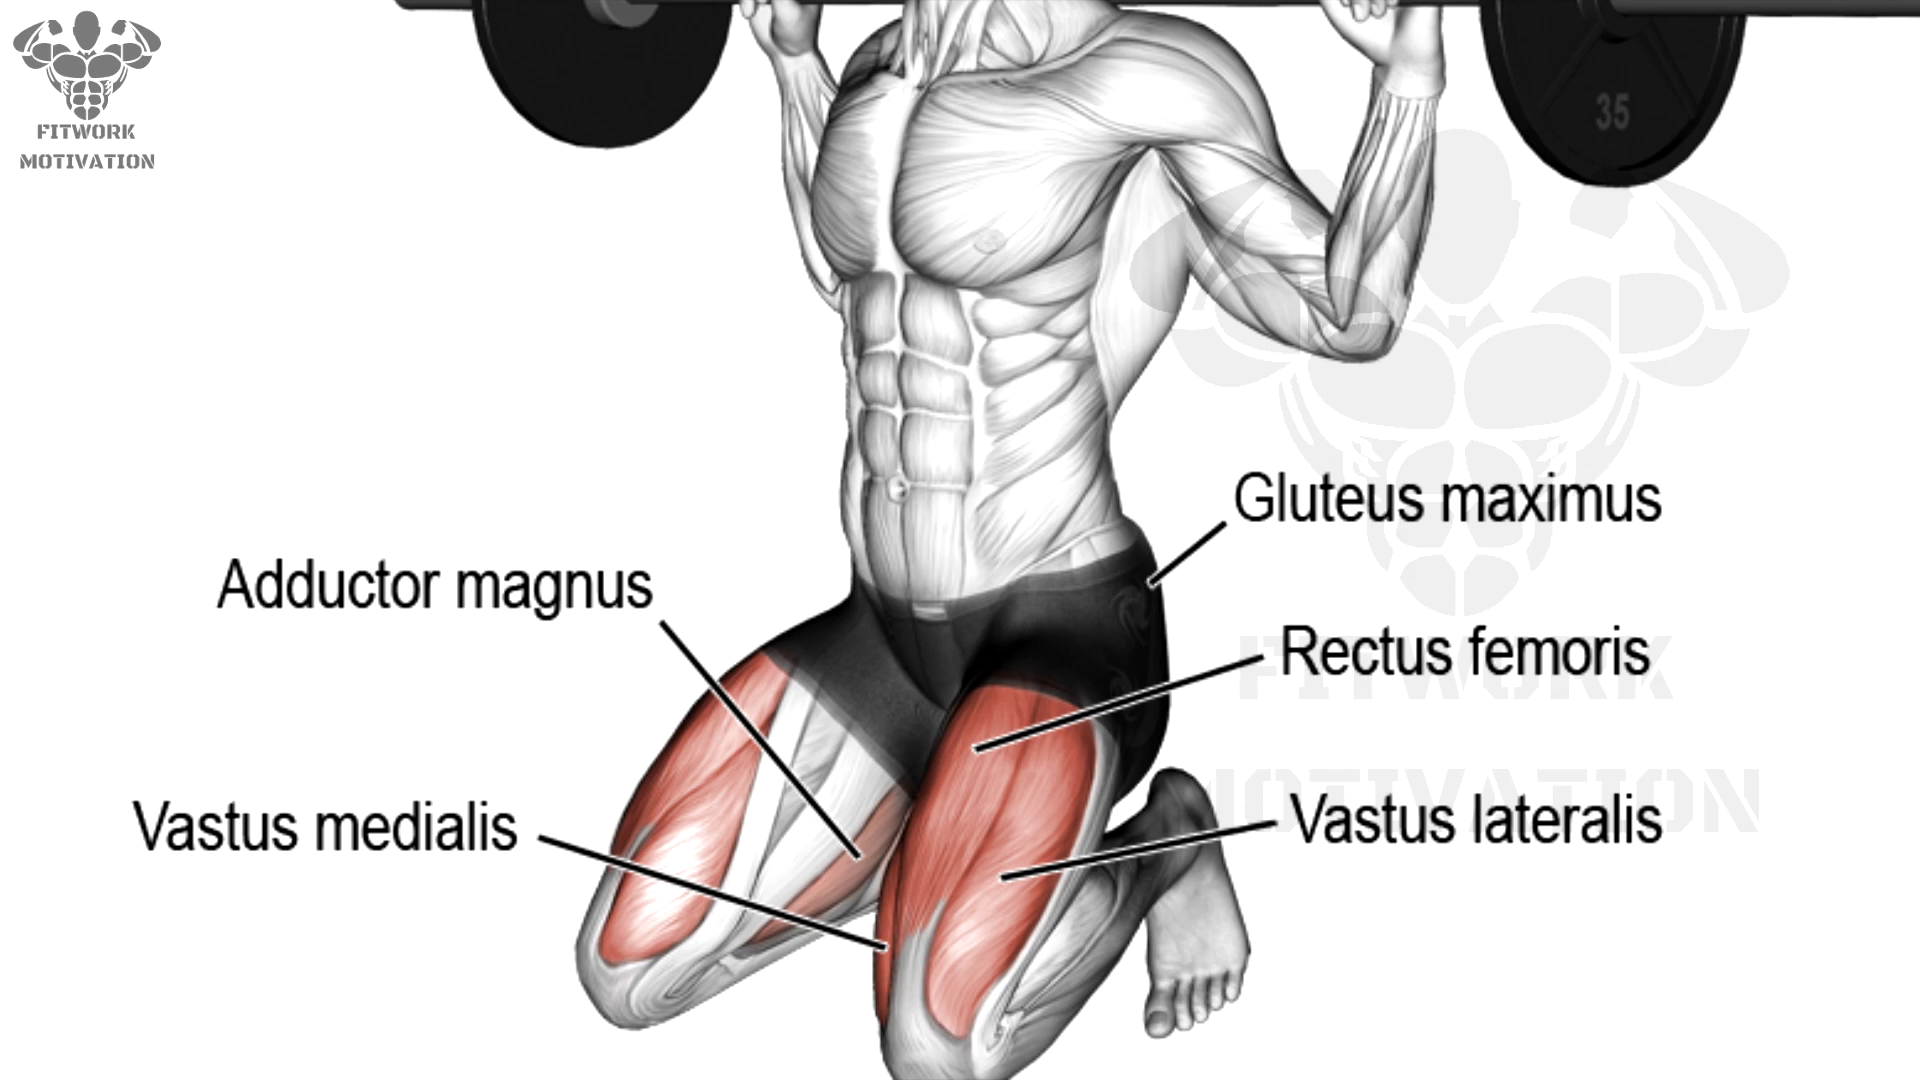 FITWORK
MOTIVATION
35
Gluteus maximus
Adductor magnus
Rectus femoris
Vastus medialis
Vastus lateralis
FITWORK
MOTIVATION